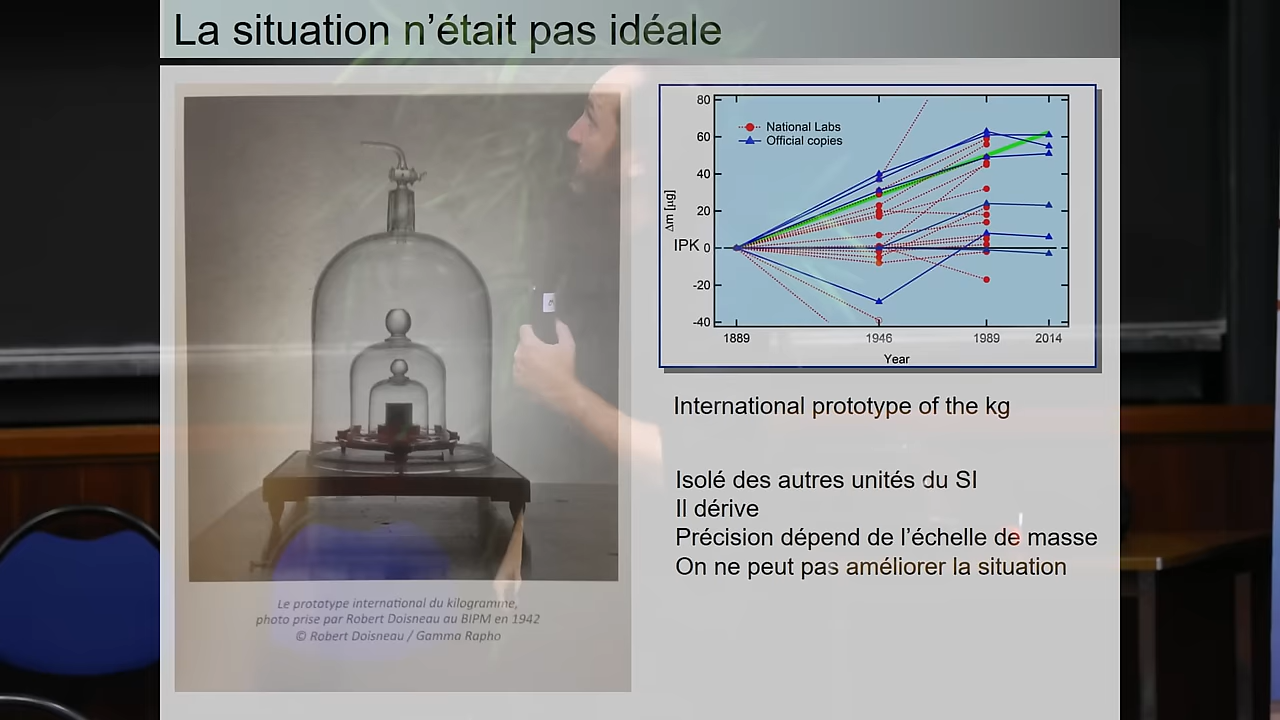 La situation n’était pas idéale
Le prototype international du kilogramme,
photo prise par Robert Doisneau au BIPM en 1942
© Robert Doisneau / Gamma Rapho
80
60
40
20
IPK 0
-20
-40
Δm [µg]
National Labs
Official copies
1889
1946
1989
2014
Year
International prototype of the kg
Isolé des autres unités du SI
Il dérive
Précision dépend de l’échelle de masse
On ne peut pas améliorer la situation